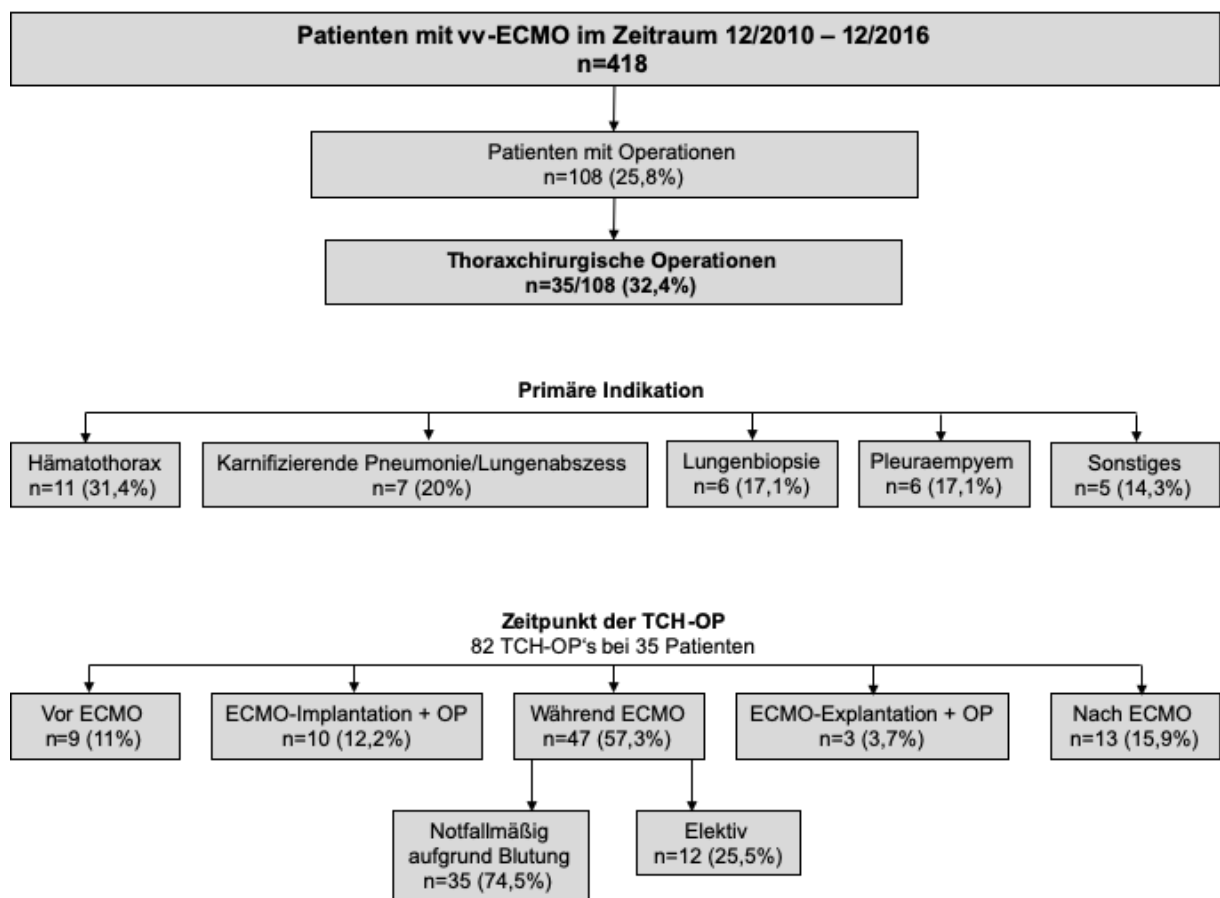 Patienten mit vv-ECMO im Zeitraum 12/2010 – 12/2016
n=418
Patienten mit Operationen
n=108 (25,8%)
Thoraxchirurgische Operationen
n=35/108 (32,4%)
Primäre Indikation
Hämatothorax
n=11 (31,4%)
Karnifizierende Pneumonie/Lungenabszess
n=7 (20%)
Lungenbiopsie
n=6 (17,1%)
Pleuraempyem
n=6 (17,1%)
Sonstiges
n=5 (14,3%)
Zeitpunkt der TCH-OP
82 TCH-OP‘s bei 35 Patienten
Vor ECMO
n=9 (11%)
ECMO-Implantation + OP
n=10 (12,2%)
Während ECMO
n=47 (57,3%)
ECMO-Explantation + OP
n=3 (3,7%)
Nach ECMO
n=13 (15,9%)
Notfallmäßig
aufgrund Blutung
n=35 (74,5%)
Elektiv
n=12 (25,5%)